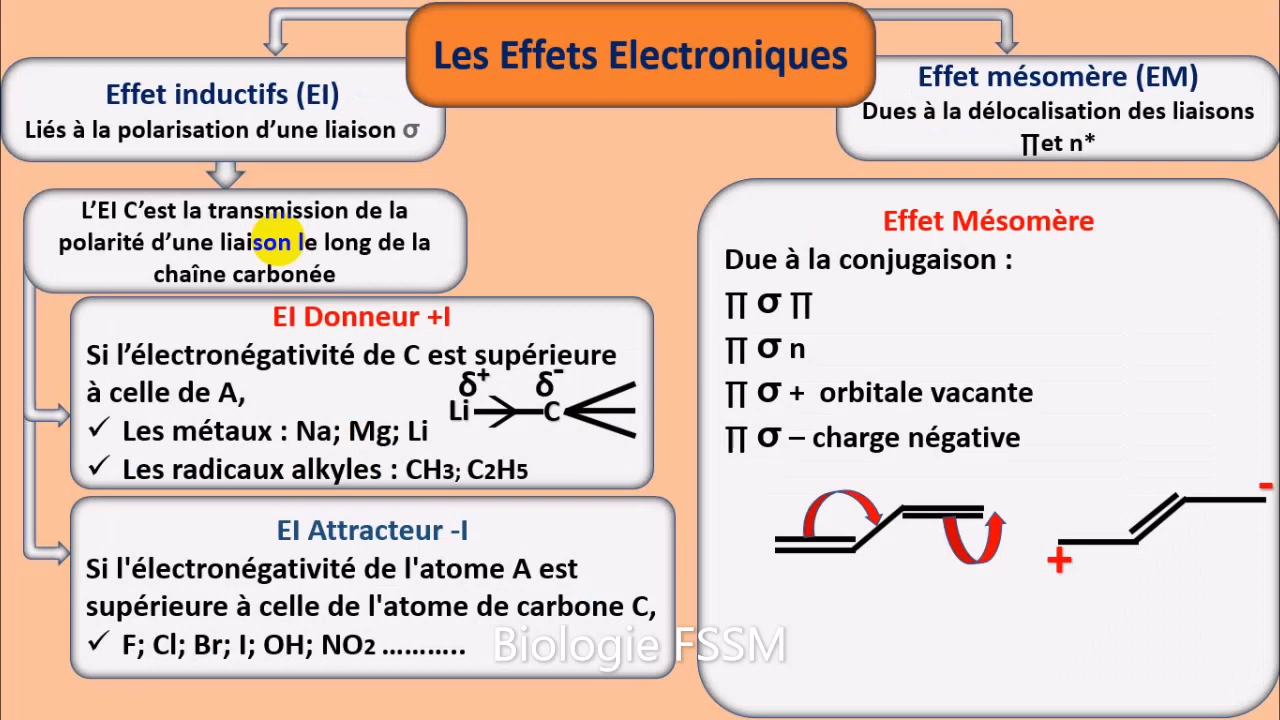 Les Effets Electroniques
Effet inductifs (EI)
Liés à la polarisation d’une liaison σ
Effet mésomère (EM)
Dues à la délocalisation des liaisons
∏et n*
L’EI C’est la transmission de la
polarité d’une liaison le long de la
chaîne carbonée
EI Donneur +I
Si l’électronégativité de C est supérieure
à celle de A,
δ+ δ-
Li C
✓ Les métaux : Na; Mg; Li
✓ Les radicaux alkyles : CH3; C2H5
EI Attracteur -I
Si l'électronégativité de l'atome A est
supérieure à celle de l'atome de carbone C,
✓ F; Cl; Br; I; OH; NO2 ………..
Effet Mésomère
Due à la conjugaison :
∏ σ ∏
∏ σ n
∏ σ + orbitale vacante
∏ σ – charge négative
-
+
Biologie FSSM